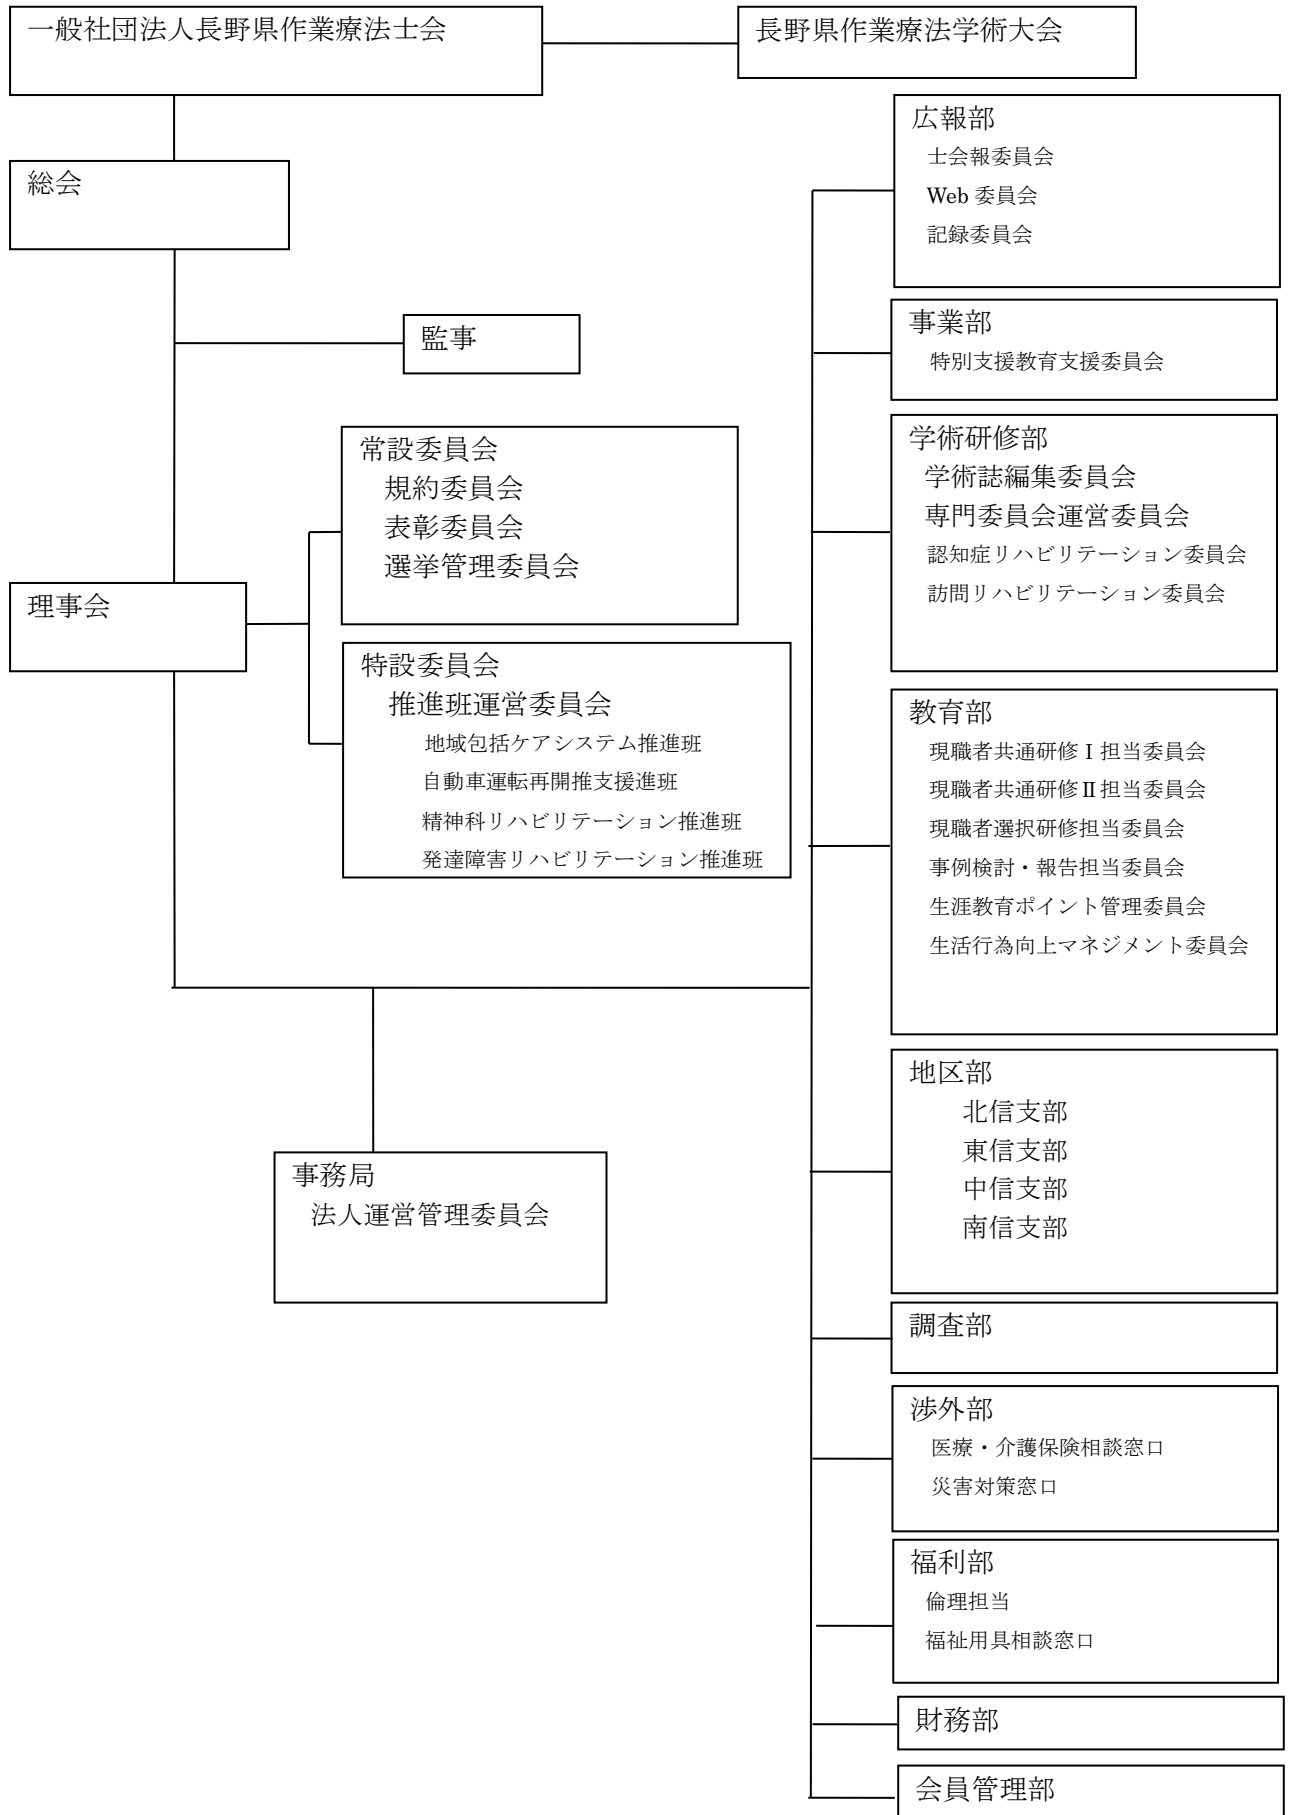 一般社団法人長野県作業療法士会
長野県作業療法学術大会
総会
監事
理事会
常設委員会
規約委員会
表彰委員会
選挙管理委員会
特設委員会
推進班運営委員会
地域包括ケアシステム推進班
自動車運転再開推支援進班
精神科リハビリテーション推進班
発達障害リハビリテーション推進班
事務局
法人運営管理委員会
広報部
士会報委員会
Web 委員会
記録委員会
事業部
特別支援教育支援委員会
学術研修部
学術誌編集委員会
専門委員会運営委員会
認知症リハビリテーション委員会
訪問リハビリテーション委員会
教育部
現職者共通研修Ⅰ担当委員会
現職者共通研修Ⅱ担当委員会
現職者選択研修担当委員会
事例検討・報告担当委員会
生涯教育ポイント管理委員会
生活行為向上マネジメント委員会
地区部
北信支部
東信支部
中信支部
南信支部
調査部
渉外部
医療・介護保険相談窓口
災害対策窓口
福利部
倫理担当
福祉用具相談窓口
財務部
会員管理部